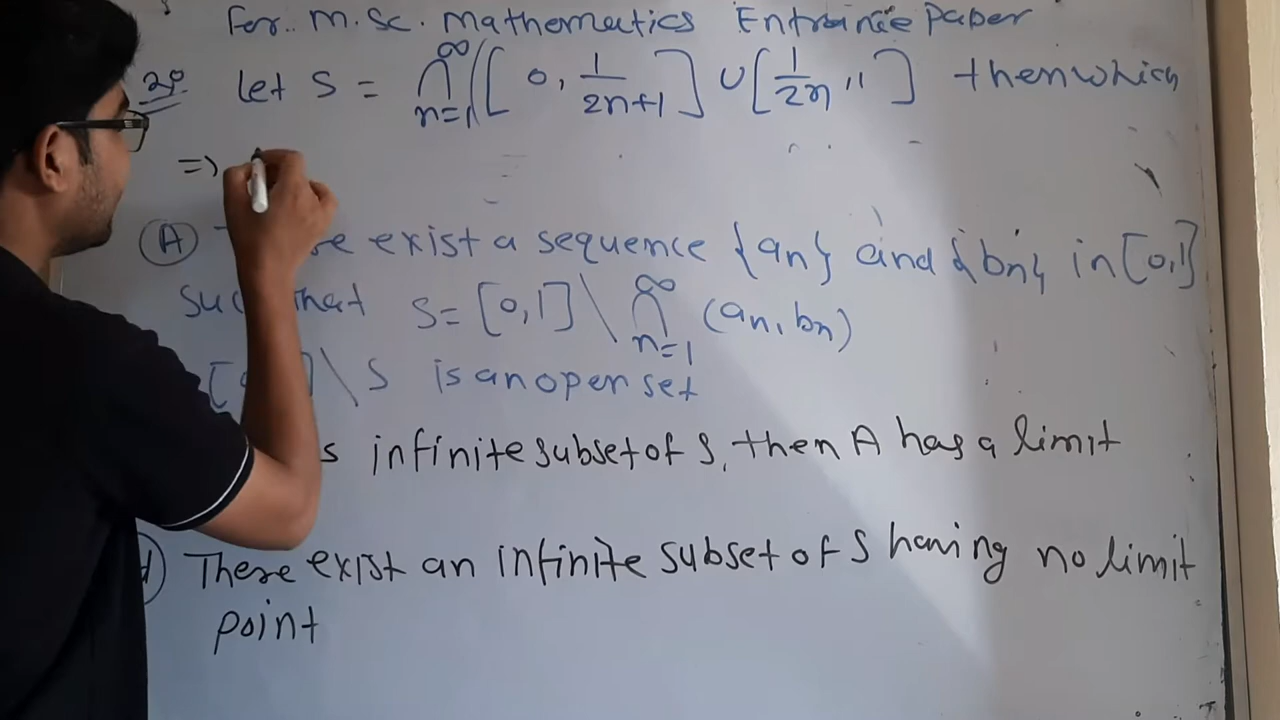 For.. M.Sc. Mathematics Entrance Paper
2º Let S = ⋂_{n=1}^{∞} ([0, 1/2n+1] ∪ [1/2n, 1]) then which
⇒
(A) exist a sequence {an} and {bn} in [0,1]
such that S = [0,1] \ ⋂_{n=1}^{∞} (an, bn)
\ S is an open set
s infinite subset of S, then A has a limit
There exist an infinite subset of S having no limit
point